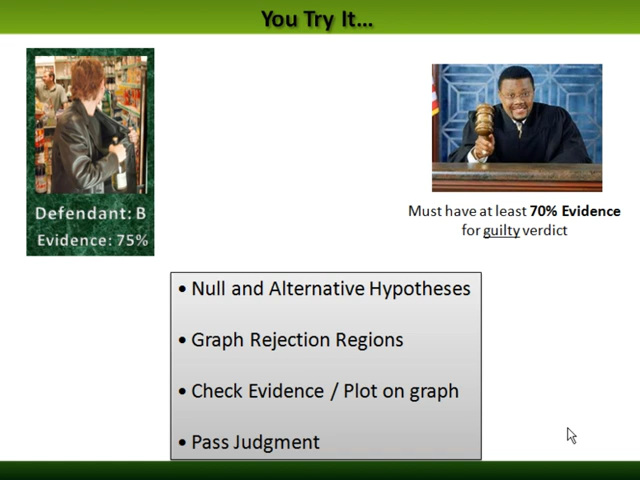 You Try It...
Defendant: B
Evidence: 75%
Must have at least 70% Evidence
for guilty verdict
• Null and Alternative Hypotheses
• Graph Rejection Regions
• Check Evidence / Plot on graph
• Pass Judgment